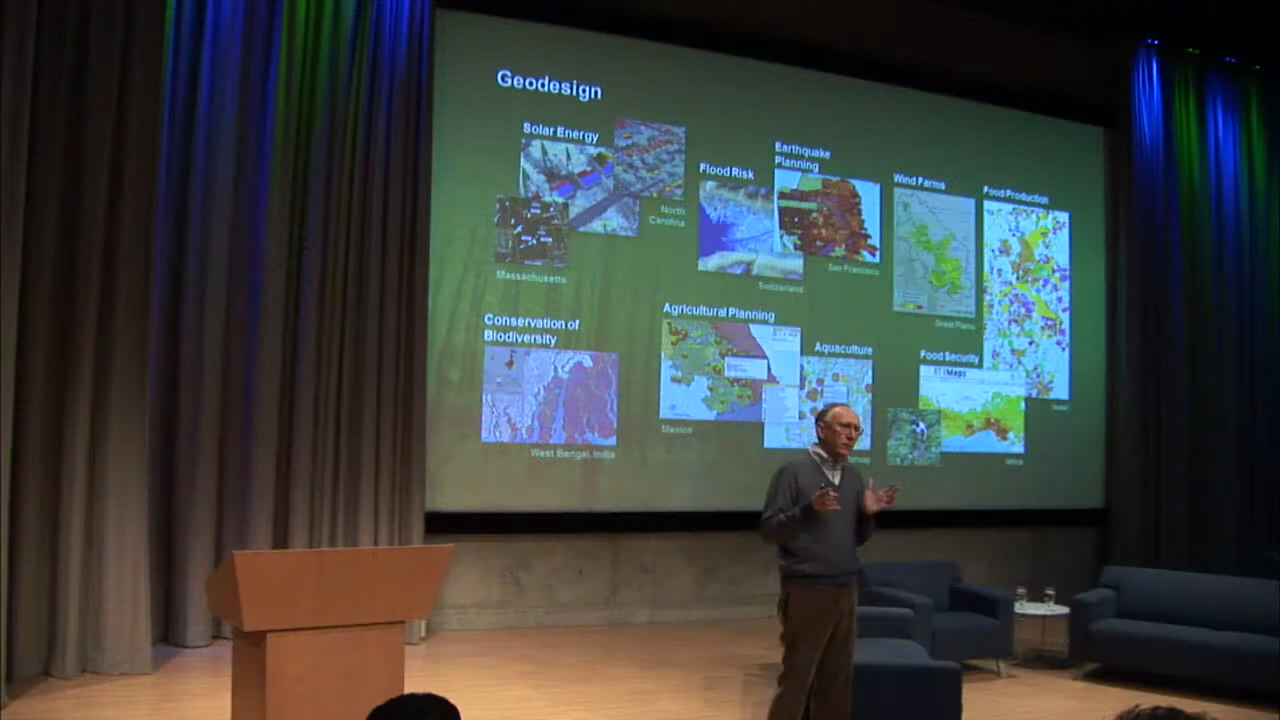 Geodesign
Solar Energy
North
Carolina
Massachusetts
Flood Risk
Switzerland
Earthquake
Planning
San Francisco
Wind Farms
Great Plains
Food Production
Conservation of
Biodiversity
West Bengal, India
Agricultural Planning
Mexico
Aquaculture
Food Security
Africa